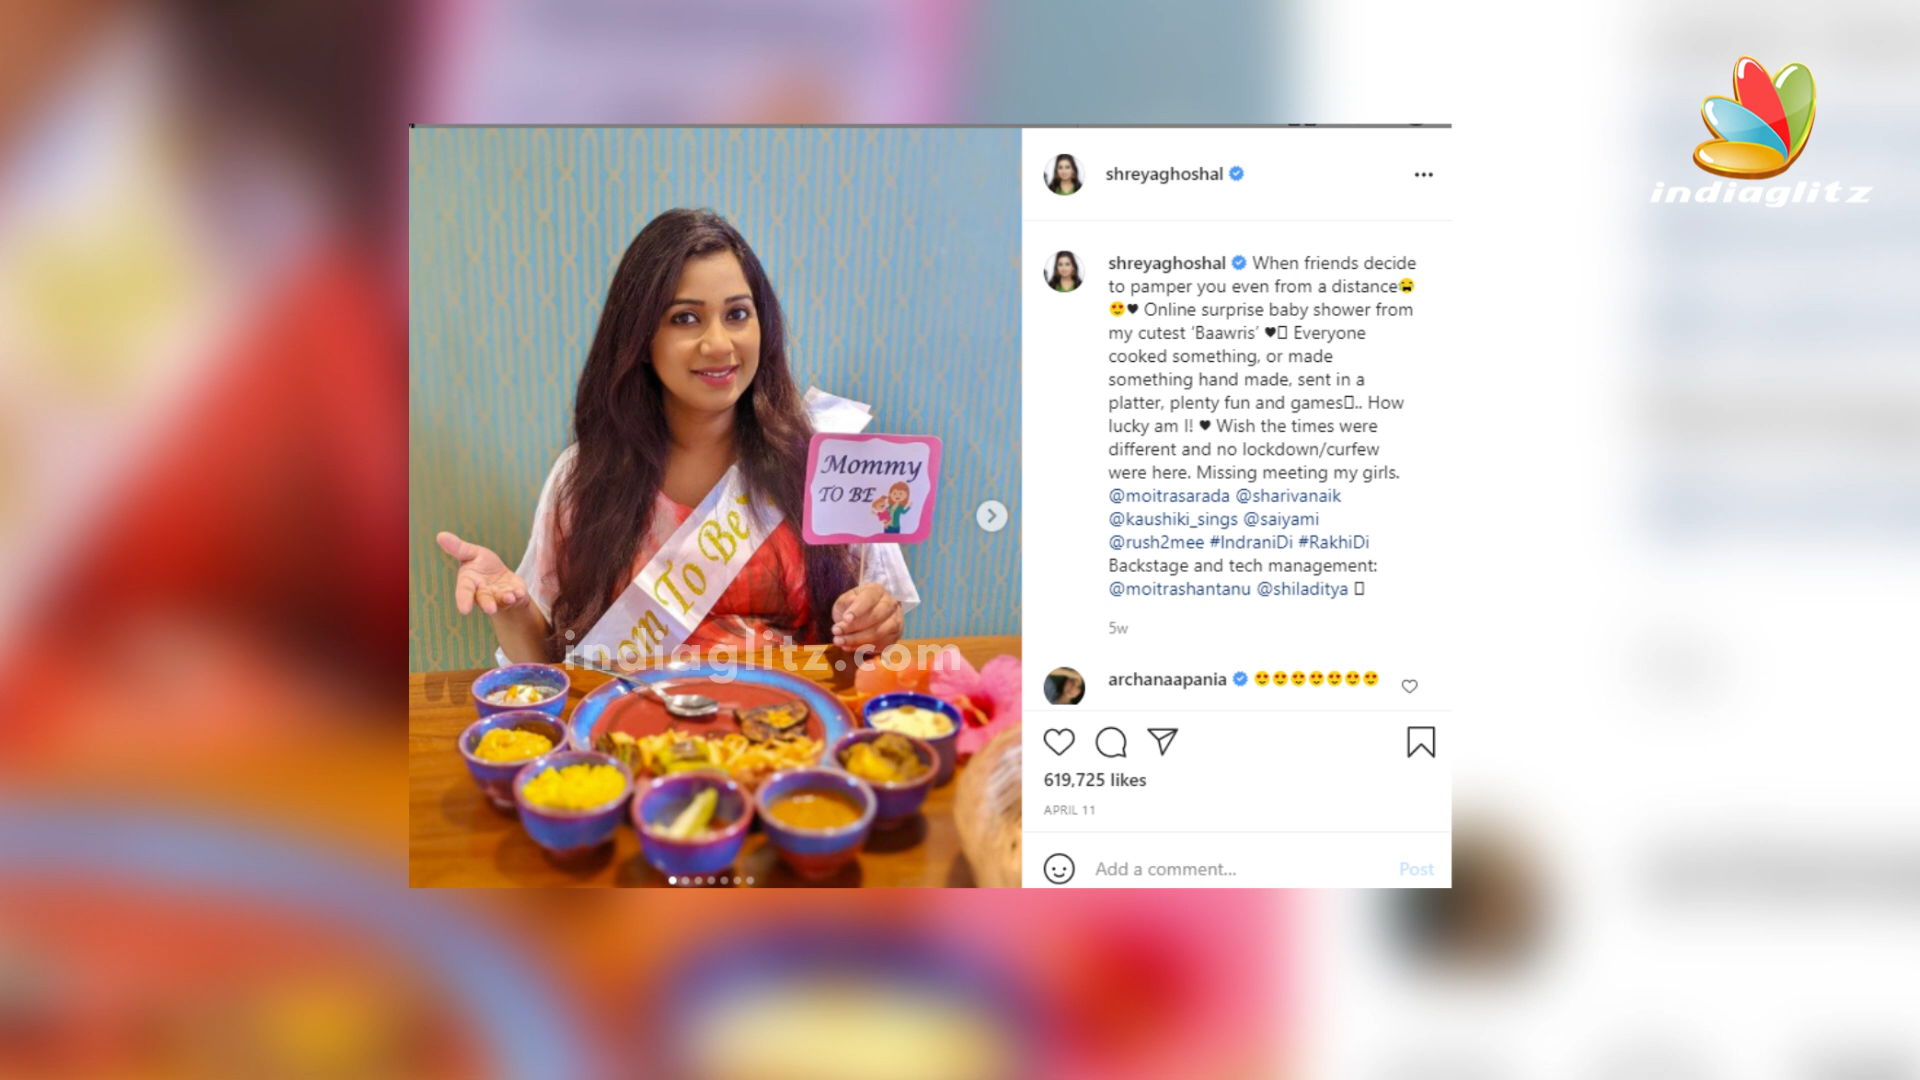 indiaglitz
shreyaghoshal
shreyaghoshal When friends decide
to pamper you even from a distance😫
😍♥ Online surprise baby shower from
my cutest ‘Baawris’ ♥▯ Everyone
cooked something, or made
something hand made, sent in a
platter, plenty fun and games▯.. How
lucky am I! ♥ Wish the times were
different and no lockdown/curfew
were here. Missing meeting my girls.
@moitrasarada @sharivanaik
@kaushiki_sings @saiyami
@rush2mee #IndraniDi #RakhiDi
Backstage and tech management:
@moitrashantanu @shiladitya ▯
5w
archanaapania 😍😍😍😍😍😍😍
619,725 likes
APRIL 11
Add a comment... Post
Mommy
TO BE
om To Be
indiaglitz.com